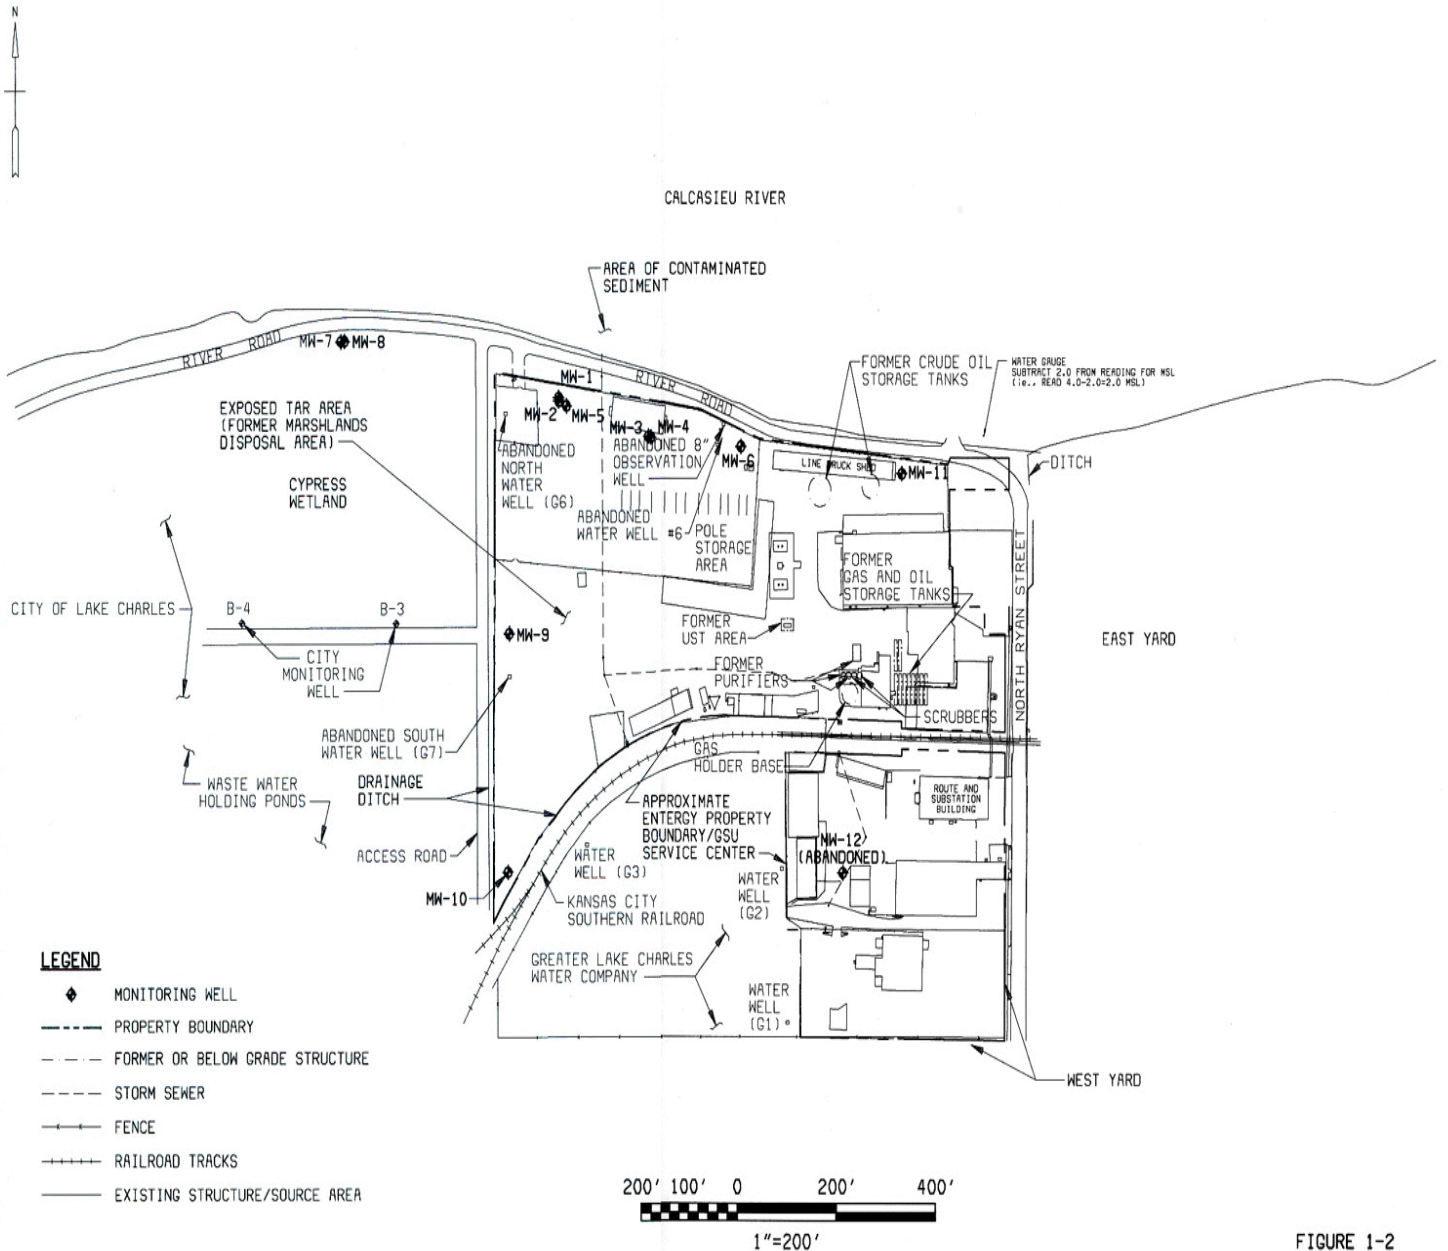 N
CALCASIEU RIVER
AREA OF CONTAMINATED
SEDIMENT
RIVER ROAD
MW-7
MW-8
RIVER ROAD
MW-1
MW-2
MW-5
MW-3
MW-4
MW-6
FORMER CRUDE OIL
STORAGE TANKS
WATER GAUGE
SUBTRACT 2.0 FROM READING FOR MSL
(ie., READ 4.0-2.0=2.0 MSL)
EXPOSED TAR AREA
(FORMER MARSHLANDS
DISPOSAL AREA)
CYPRESS
WETLAND
ABANDONED
NORTH
WATER
WELL (G6)
ABANDONED 8"
OBSERVATION
WELL
ABANDONED
WATER WELL #6
POLE
STORAGE
AREA
LINE TRUCK SHED
MW-11
DITCH
FORMER
GAS AND OIL
STORAGE TANKS
NORTH RYAN STREET
EAST YARD
CITY OF LAKE CHARLES
B-4
B-3
CITY
MONITORING
WELL
MW-9
FORMER
UST AREA
FORMER
PURIFIERS
SCRUBBERS
ABANDONED SOUTH
WATER WELL (G7)
GAS
HOLDER BASE
WASTE WATER
HOLDING PONDS
DRAINAGE
DITCH
APPROXIMATE
ENTERGY PROPERTY
BOUNDARY/GSU
SERVICE CENTER
ROUTE AND
SUBSTATION
BUILDING
ACCESS ROAD
MW-12
(ABANDONED)
WATER
WELL (G3)
WATER
WELL
(G2)
MW-10
KANSAS CITY
SOUTHERN RAILROAD
GREATER LAKE CHARLES
WATER COMPANY
WATER
WELL
(G1)
WEST YARD
LEGEND
MONITORING WELL
PROPERTY BOUNDARY
FORMER OR BELOW GRADE STRUCTURE
STORM SEWER
FENCE
RAILROAD TRACKS
EXISTING STRUCTURE/SOURCE AREA
200' 100' 0 200' 400'
1"=200'
FIGURE 1-2